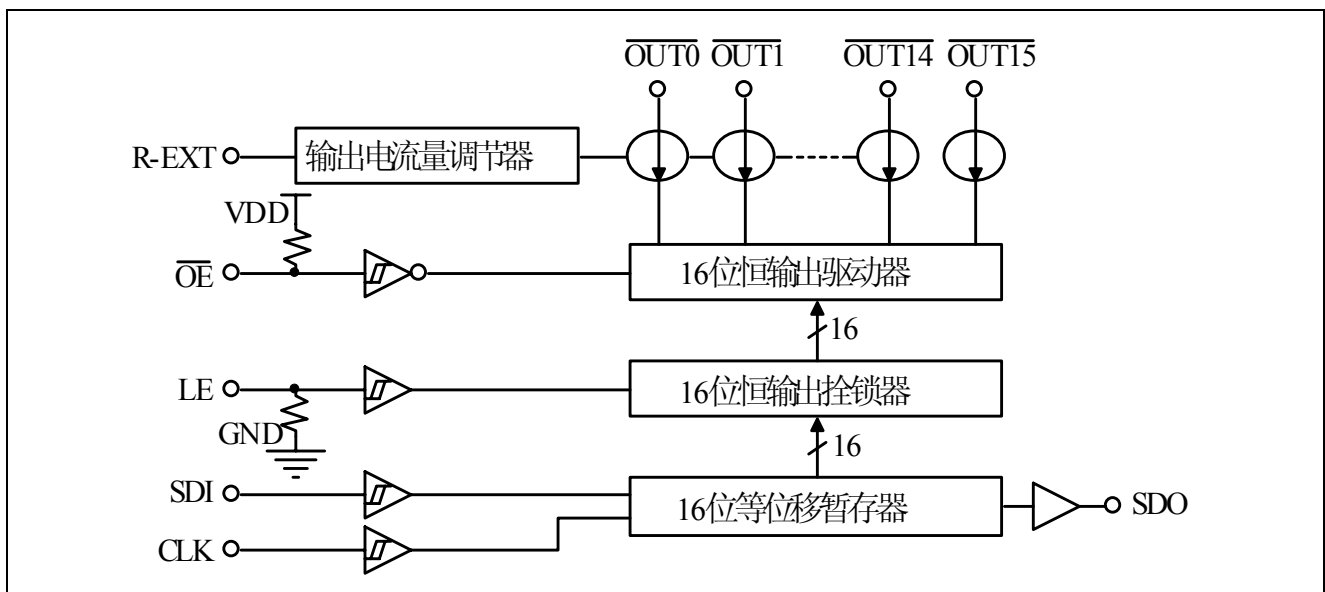 OUT0 OUT1 OUT14 OUT15
R-EXT 输出电流量调节器
VDD
OE 16位恒输出驱动器
16
LE 16位恒输出拴锁器
GND
16
SDI 16位等位移暂存器 SDO
CLK